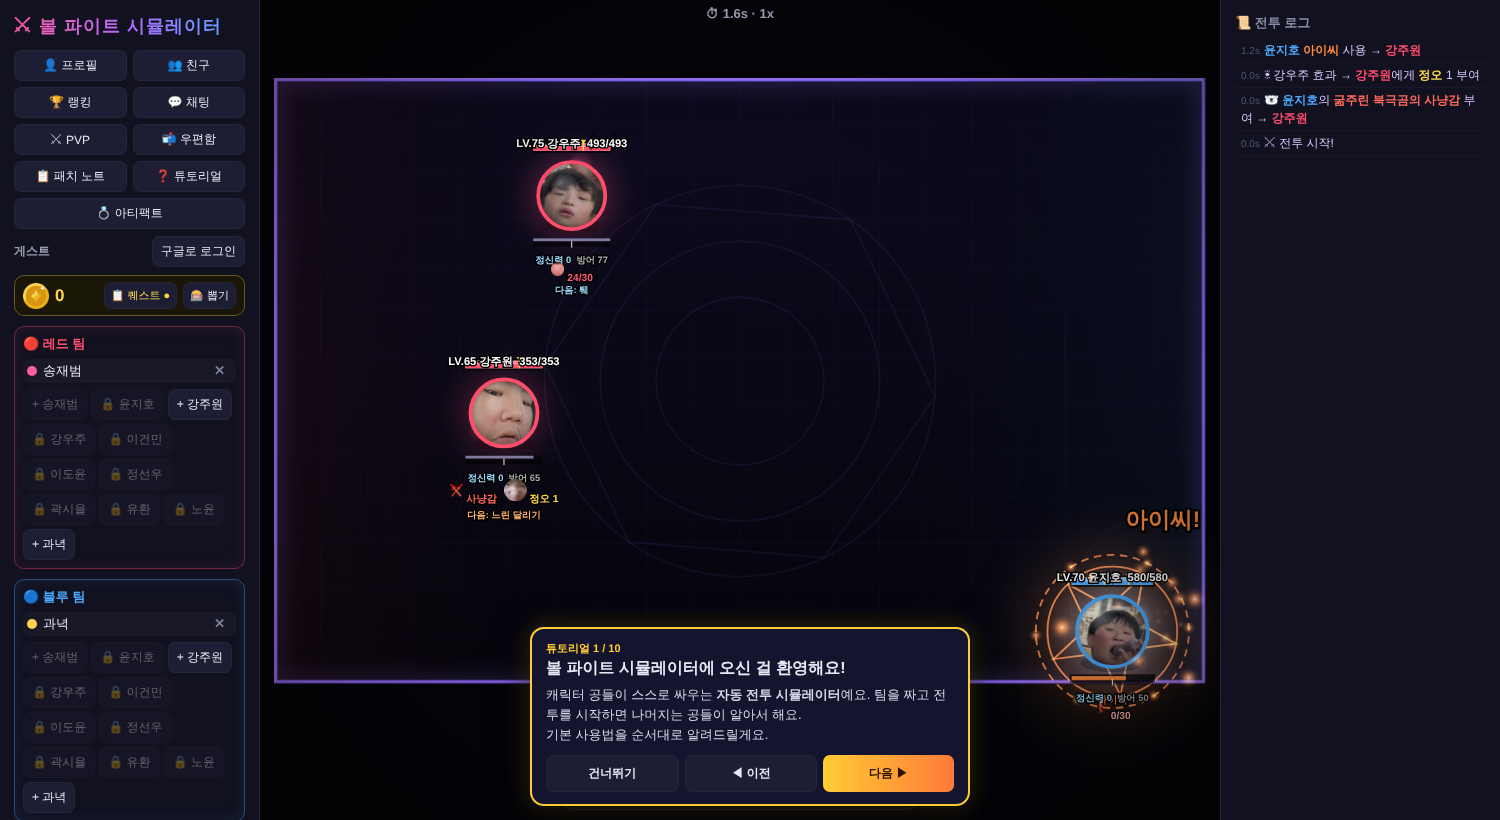 ⚔ 볼 파이트 시뮬레이터
👤 프로필
👥 친구
🏆 랭킹
💬 채팅
⚔ PVP
📬 우편함
📋 패치 노트
❓ 튜토리얼
💍 아티팩트
게스트
구글로 로그인
0
📋 퀘스트 ●
🎰 뽑기
🔴 레드 팀
송재범 ✕
+ 송재범 🔒 윤지호 + 강주원
🔒 강우주 🔒 이건민
🔒 이도윤 🔒 정선우
🔒 곽시율 🔒 유환 🔒 노윤
+ 과녁
🔵 블루 팀
과녁 ✕
+ 송재범 🔒 윤지호 + 강주원
🔒 강우주 🔒 이건민
🔒 이도윤 🔒 정선우
🔒 곽시율 🔒 유환 🔒 노윤
+ 과녁
⏱ 1.6s · 1x
LV.75 강우주 493/493
정신력 0 방어 77
24/30
다음: 퉤
LV.65 강주원 353/353
정신력 0 방어 65
사냥감 정오 1
다음: 느린 달리기
아이씨!
LV.70 윤지호 580/580
정신력 0 방어 50
0/30
튜토리얼 1 / 10
볼 파이트 시뮬레이터에 오신 걸 환영해요!
캐릭터 공들이 스스로 싸우는 자동 전투 시뮬레이터예요. 팀을 짜고 전
투를 시작하면 나머지는 공들이 알아서 해요.
기본 사용법을 순서대로 알려드릴게요.
건너뛰기
◀ 이전
다음 ▶
📜 전투 로그
1.2s 윤지호 아이씨 사용 → 강주원
0.0s ☀ 강우주 효과 → 강주원에게 정오 1 부여
0.0s 🐻‍❄️ 윤지호의 굶주린 북극곰의 사냥감 부
여 → 강주원
0.0s ⚔ 전투 시작!